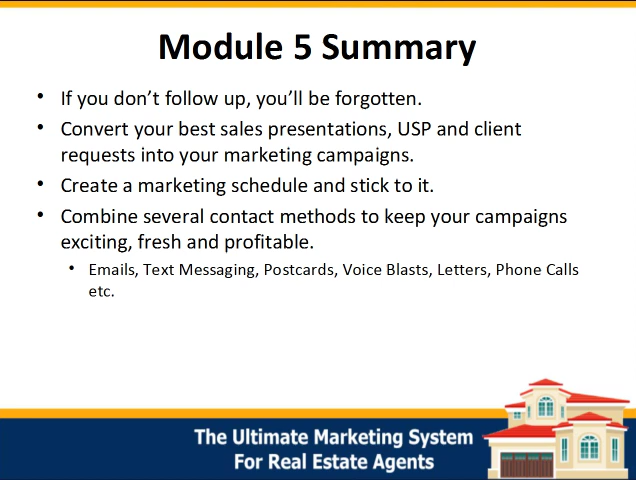 Module 5 Summary
• If you don’t follow up, you’ll be forgotten.
• Convert your best sales presentations, USP and client
requests into your marketing campaigns.
• Create a marketing schedule and stick to it.
• Combine several contact methods to keep your campaigns
exciting, fresh and profitable.
• Emails, Text Messaging, Postcards, Voice Blasts, Letters, Phone Calls
etc.
The Ultimate Marketing System
For Real Estate Agents